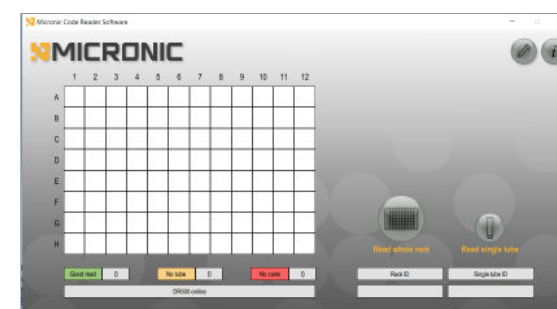 Micronic Code Reader Software
MICRONIC
1 2 3 4 5 6 7 8 9 10 11 12
A
B
C
D
E
F
G
H
Read whole rack Read single tube
Good read 0 No tube 0 No code 0 Rack ID Single tube ID
DR500 online